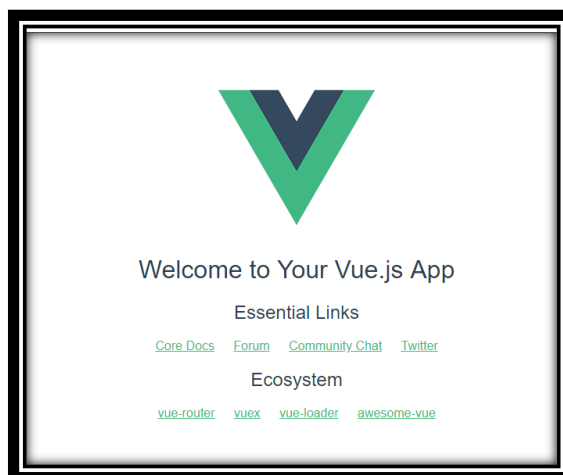 Welcome to Your Vue.js App
Essential Links
Core Docs Forum Community Chat Twitter
Ecosystem
vue-router vuex vue-loader awesome-vue